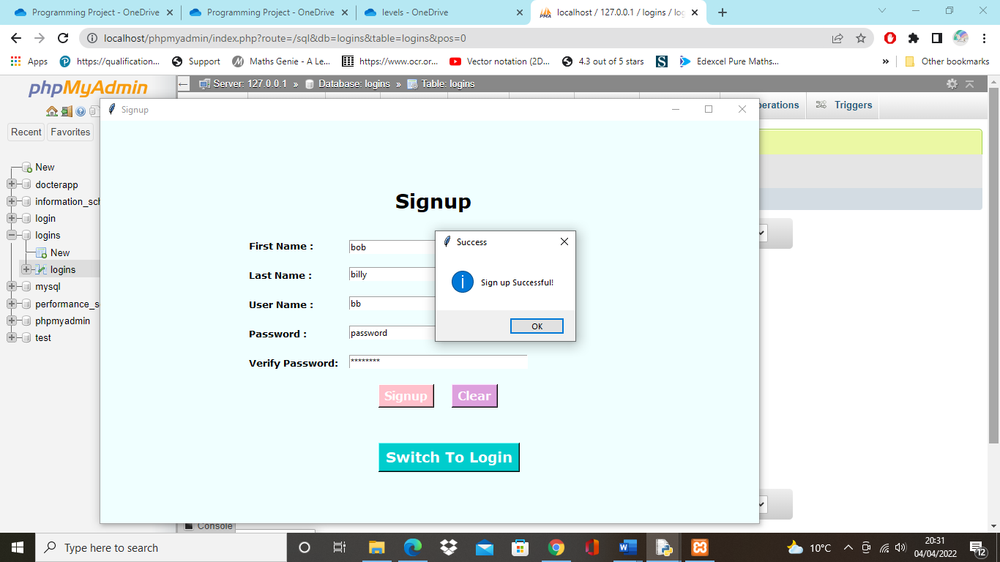 Programming Project - OneDrive
Programming Project - OneDrive
levels - OneDrive
localhost / 127.0.0.1 / logins /
localhost/phpmyadmin/index.php?route=/sql&db=logins&table=logins&pos=0
Apps
https://qualification...
Support
Maths Genie - A Le...
https://www.ocr.or...
Vector notation (2D...
4.3 out of 5 stars
Edexcel Pure Maths...
»
Other bookmarks
phpMyAdmin
Server: 127.0.0.1 » Database: logins » Table: logins
Recent
Favorites
perations
Triggers
New
docterapp
information_sch
login
logins
New
logins
mysql
performance_s
phpmyadmin
test
Signup
Signup
First Name :
bob
Last Name :
billy
User Name :
bb
Password :
password
Verify Password:
********
Signup
Clear
Switch To Login
Success
Sign up Successful!
OK
Console
Type here to search
10°C
20:31
04/04/2022
12